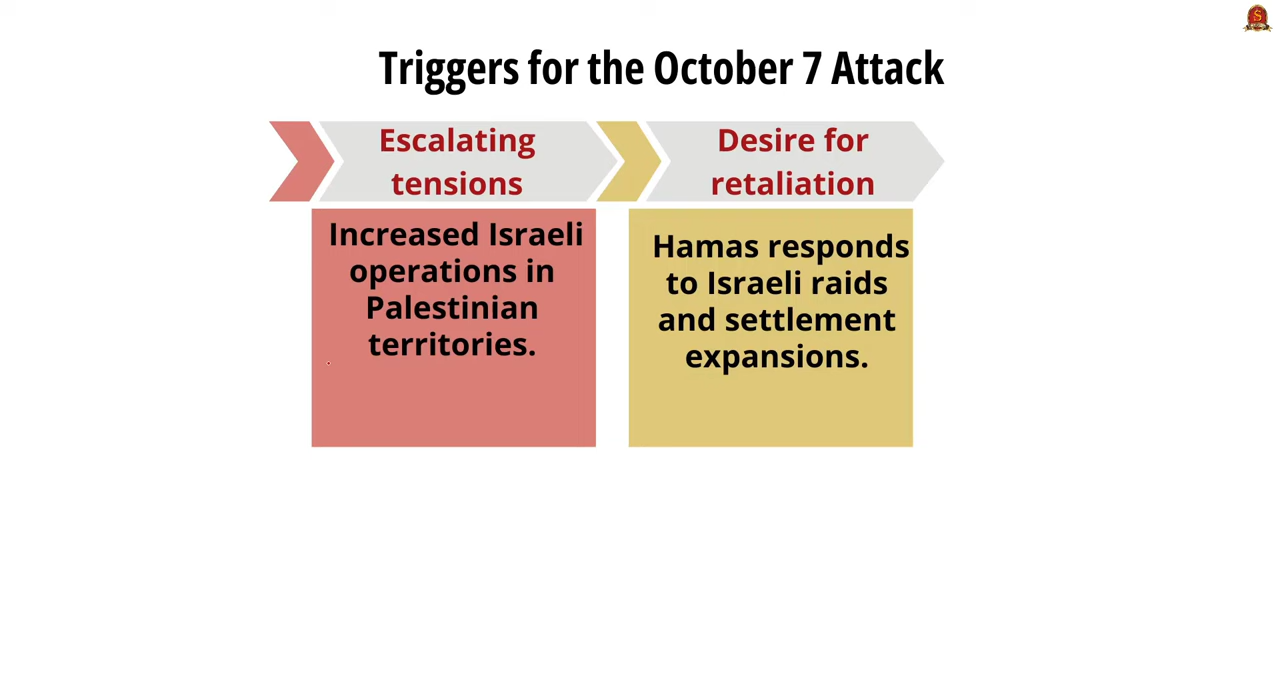 Triggers for the October 7 Attack
Escalating
tensions
Increased Israeli
operations in
Palestinian
territories.
Desire for
retaliation
Hamas responds
to Israeli raids
and settlement
expansions.